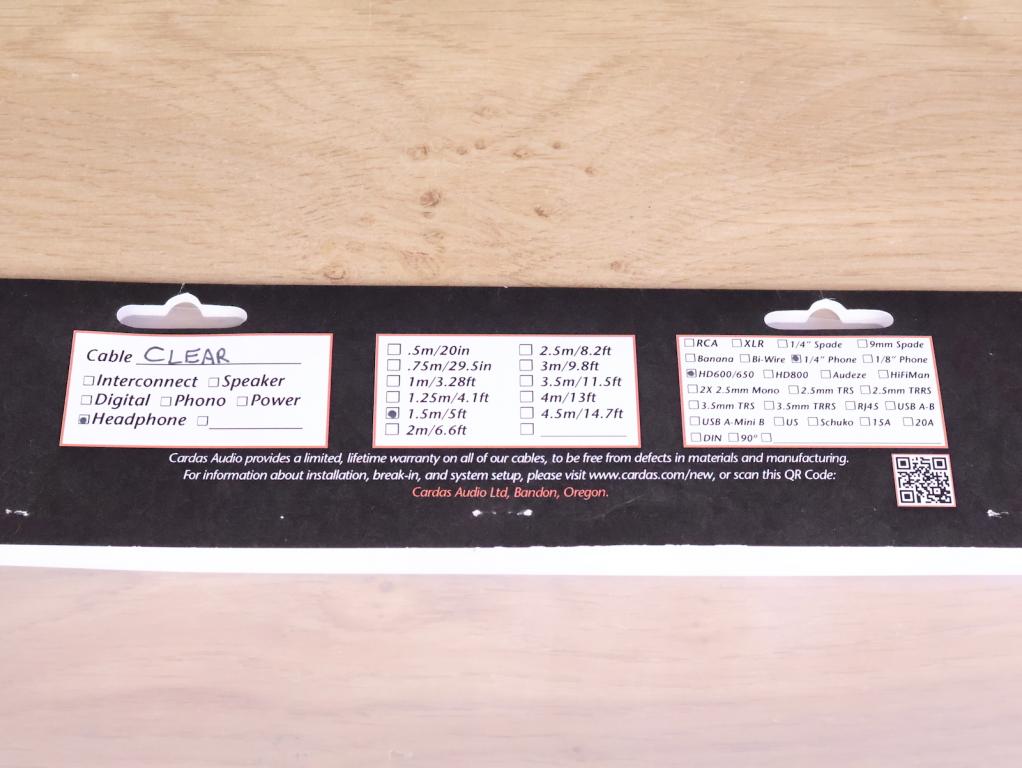 Cable CLEAR
Interconnect Speaker
Digital Phono Power
Headphone
.5m/20in 2.5m/8.2ft
.75m/29.5in 3m/9.8ft
1m/3.28ft 3.5m/11.5ft
1.25m/4.1ft 4m/13ft
1.5m/5ft 4.5m/14.7ft
2m/6.6ft
RCA XLR 1/4" Spade 9mm Spade
Banana Bi-Wire 1/4" Phone 1/8" Phone
HD600/650 HD800 Audeze HiFiMan
2X 2.5mm Mono 2.5mm TRS 2.5mm TRRS
3.5mm TRS 3.5mm TRRS RJ45 USB A-B
USB A-Mini B US Schuko 15A 20A
DIN 90°
Cardas Audio provides a limited, lifetime warranty on all of our cables, to be free from defects in materials and manufacturing.
For information about installation, break-in, and system setup, please visit www.cardas.com/new, or scan this QR Code:
Cardas Audio Ltd, Bandon, Oregon.